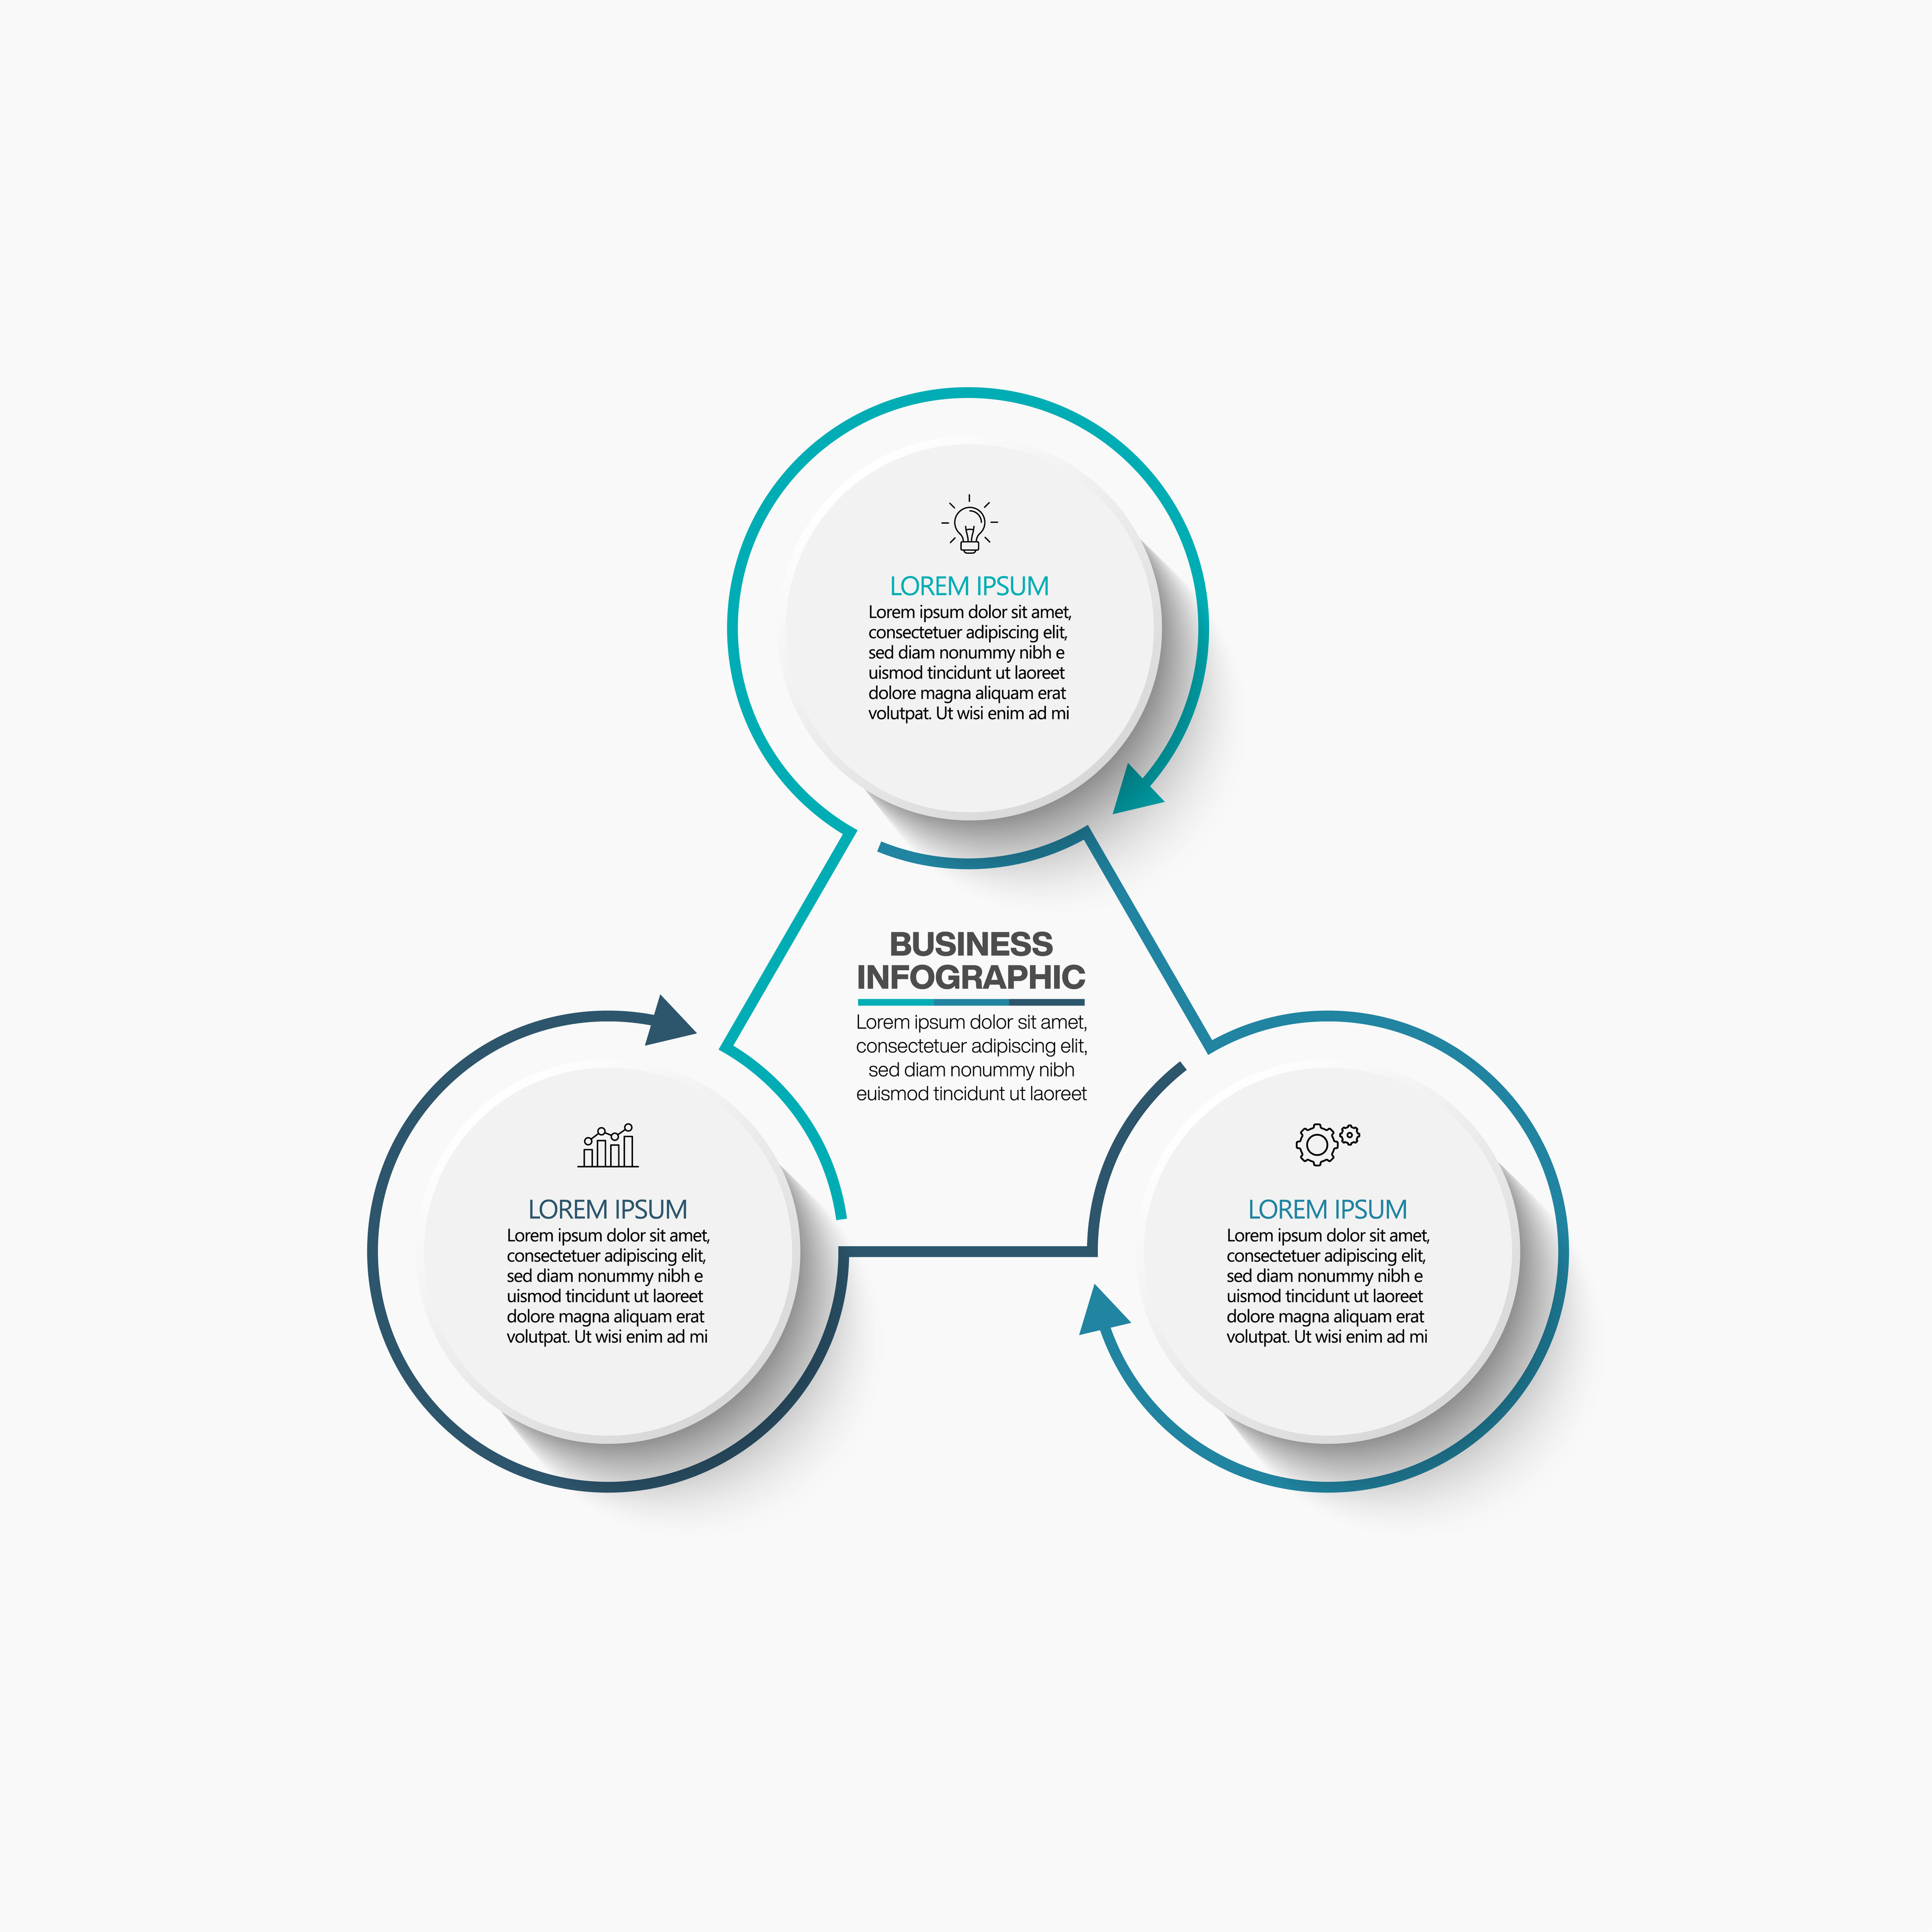 LOREM IPSUM
Lorem ipsum dolor sit amet,
consectetuer adipiscing elit,
sed diam nonummy nibh e
uismod tincidunt ut laoreet
dolore magna aliquam erat
volutpat. Ut wisi enim ad mi
BUSINESS
INFOGRAPHIC
Lorem ipsum dolor sit amet,
consectetuer adipiscing elit,
sed diam nonummy nibh
euismod tincidunt ut laoreet
LOREM IPSUM
Lorem ipsum dolor sit amet,
consectetuer adipiscing elit,
sed diam nonummy nibh e
uismod tincidunt ut laoreet
dolore magna aliquam erat
volutpat. Ut wisi enim ad mi
LOREM IPSUM
Lorem ipsum dolor sit amet,
consectetuer adipiscing elit,
sed diam nonummy nibh e
uismod tincidunt ut laoreet
dolore magna aliquam erat
volutpat. Ut wisi enim ad mi